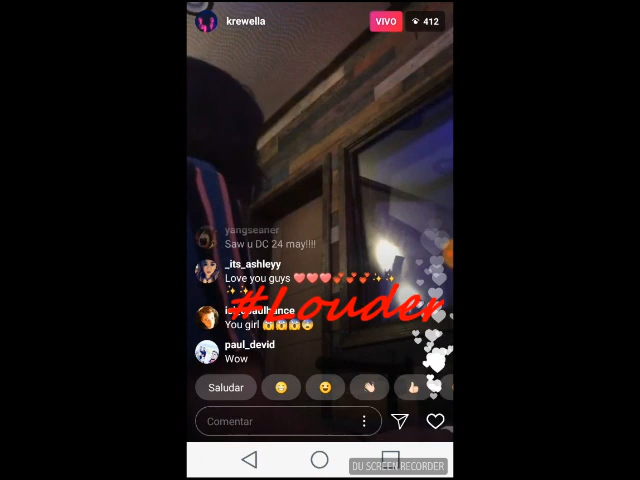 krewella
VIVO
412
yangseaner
Saw u DC 24 may!!!!
_its_ashleyy
Love you guys ❤️❤️❤️💕💕💕✨✨
✨✨
#Louder
You girl 😱😱😱😨
paul_devid
Wow
Saludar
Comentar
DU SCREEN RECORDER